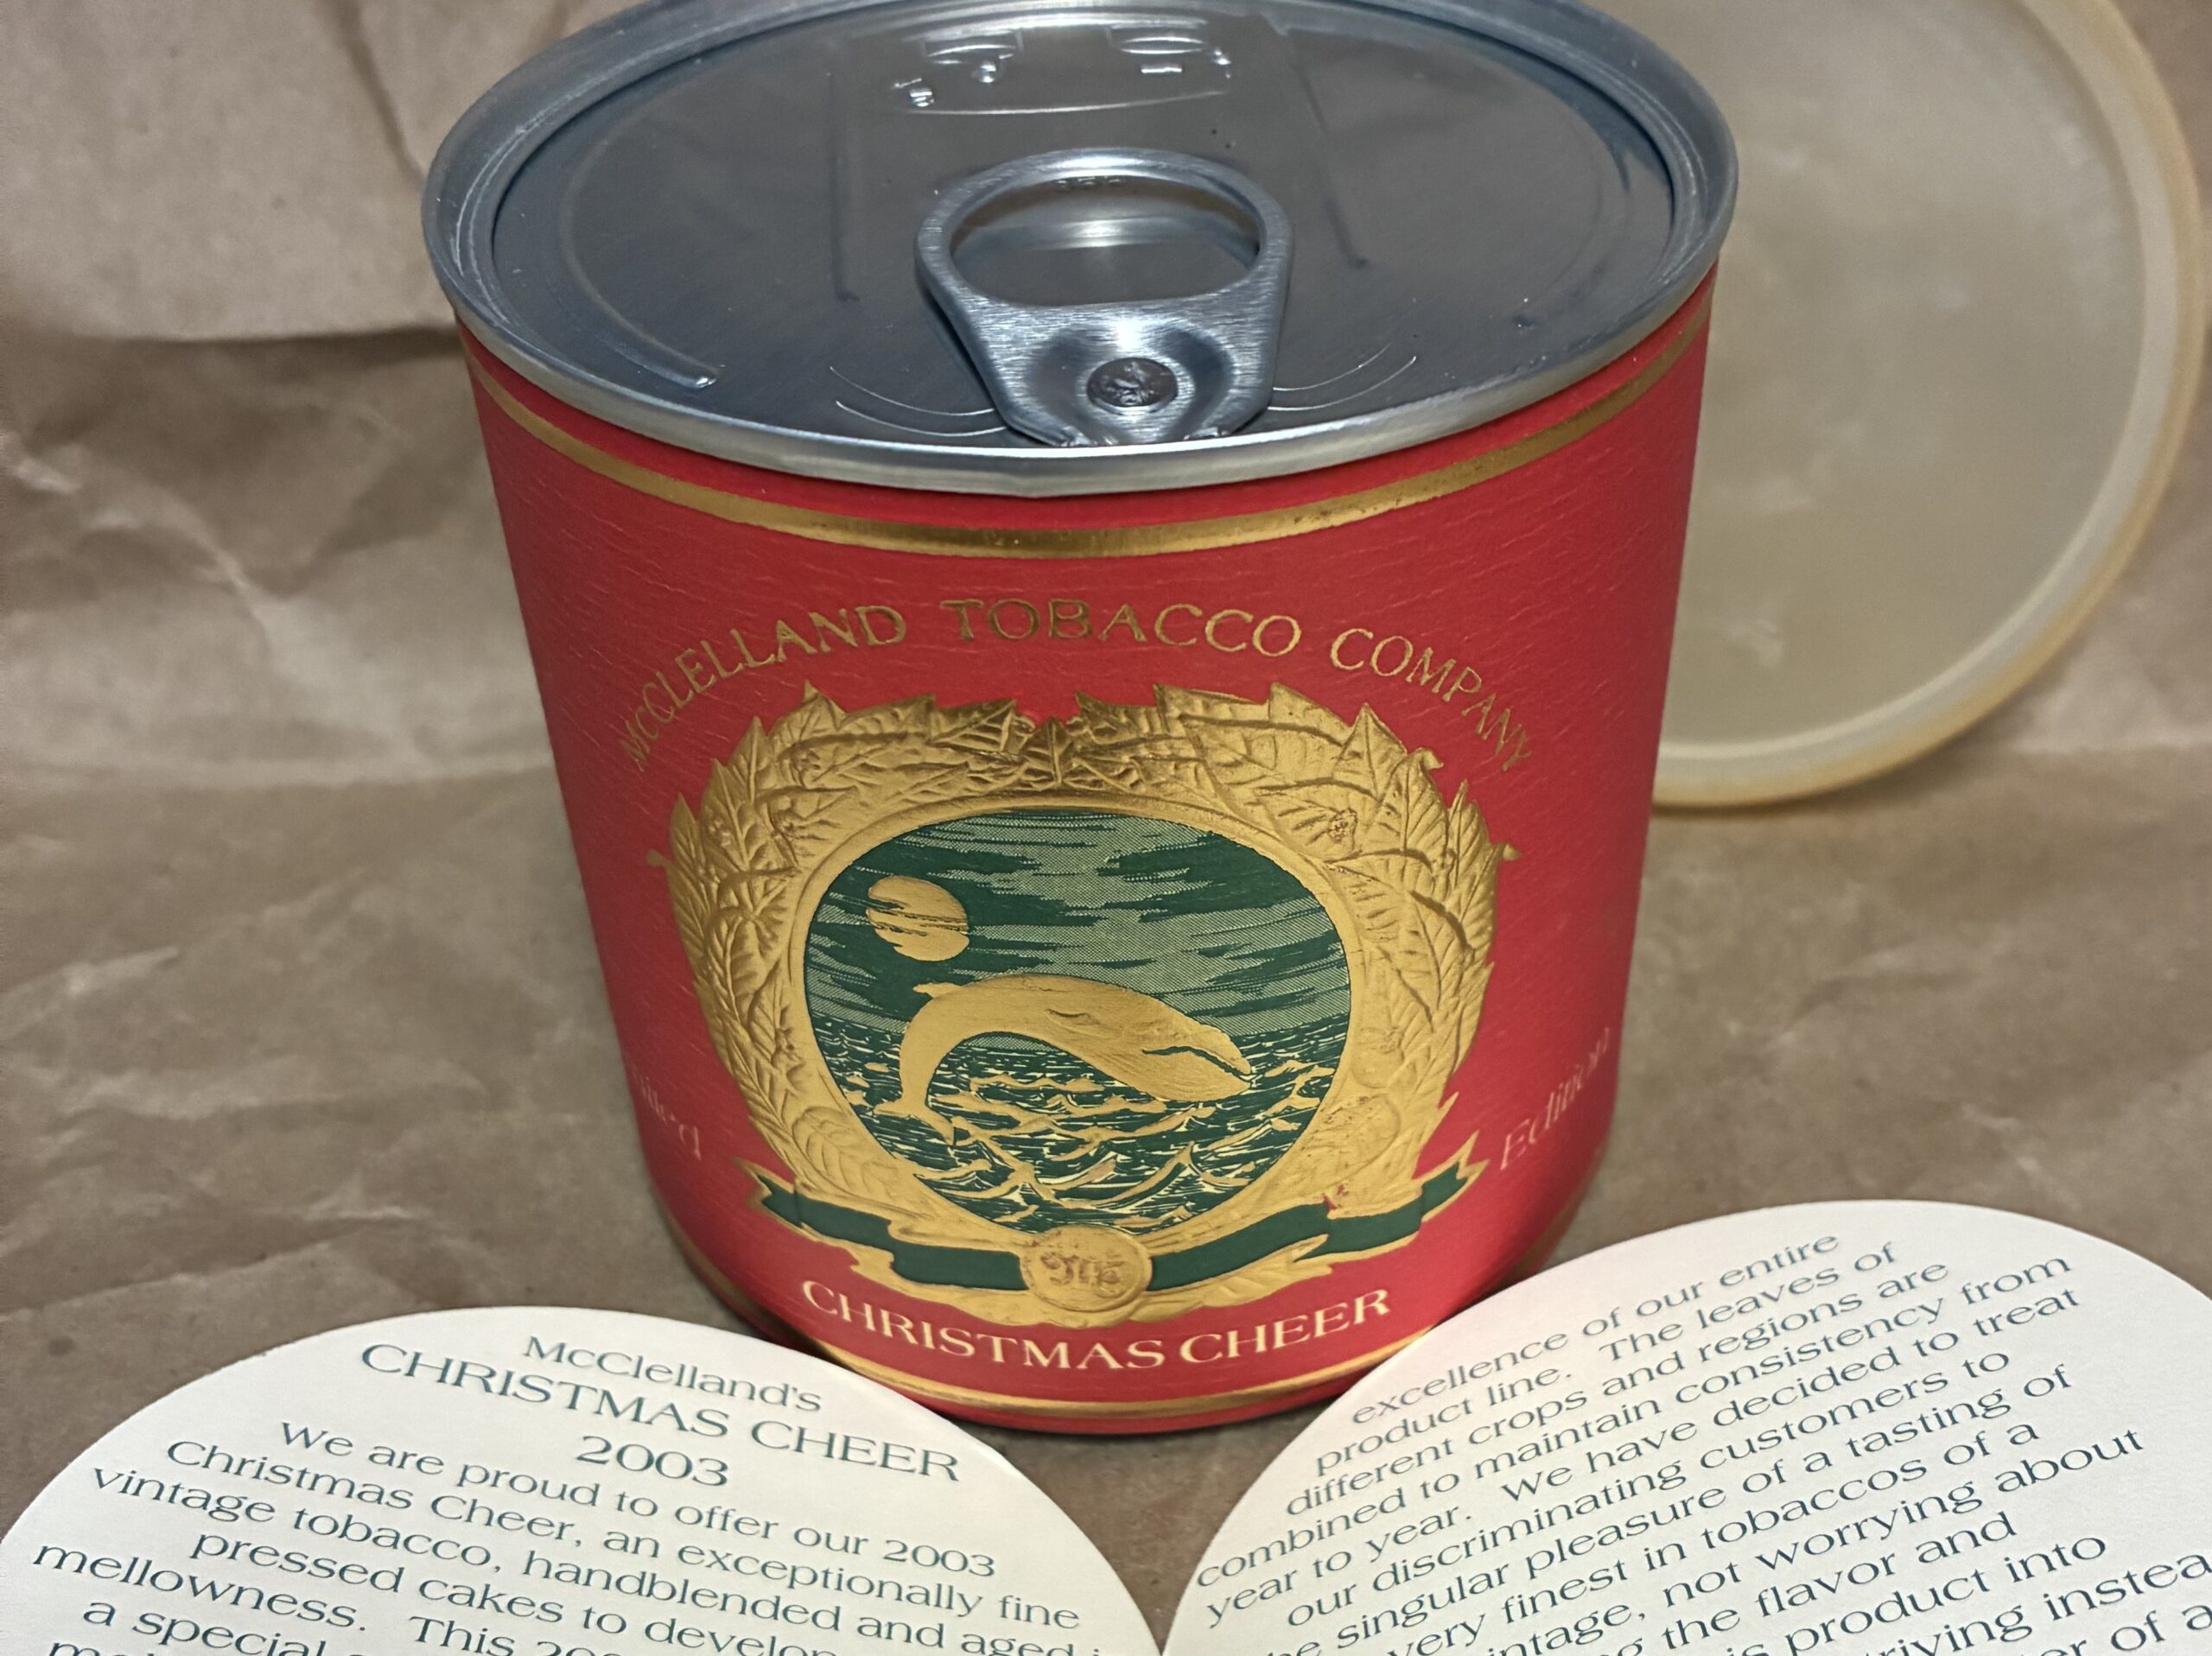 McCLELLAND TOBACCO COMPANY
CHRISTMAS CHEER
McClelland's
CHRISTMAS CHEER
2003
We are proud to offer our 2003
Christmas Cheer, an exceptionally fine
vintage tobacco, handblended and aged
pressed cakes to
mellowness. This
a special
excellence of our entire
product line. The leaves of
different crops and regions are
combined to maintain consistency from
year to year. We have decided to treat
our discriminating customers to
singular pleasure of a tasting of
very finest in tobaccos of a
not worrying about
the flavor and
product into
of